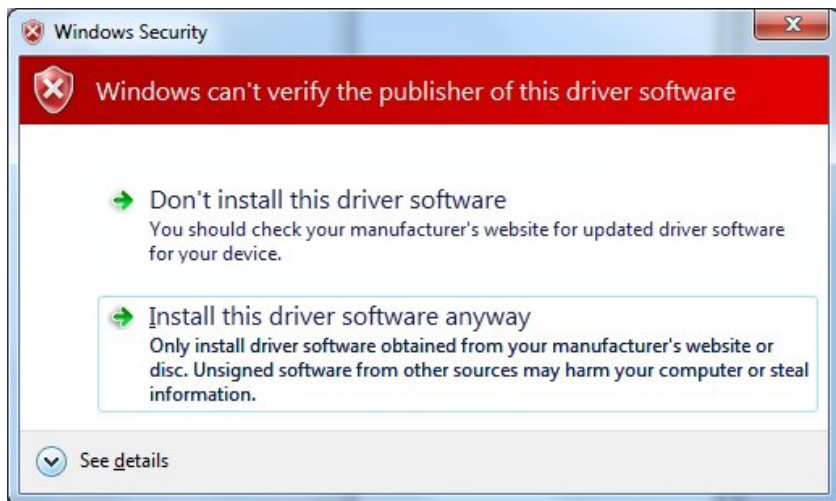 Windows Security
Windows can't verify the publisher of this driver software
Don't install this driver software
You should check your manufacturer's website for updated driver software
for your device.
Install this driver software anyway
Only install driver software obtained from your manufacturer's website or
disc. Unsigned software from other sources may harm your computer or steal
information.
See details